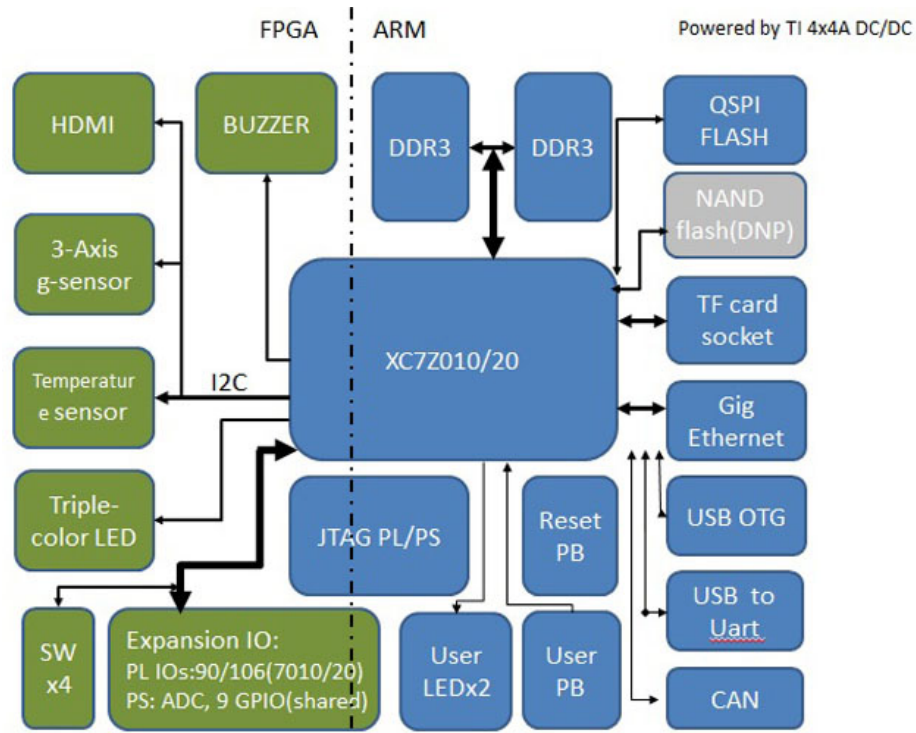 FPGA
ARM
Powered by TI 4x4A DC/DC
HDMI
BUZZER
DDR3
DDR3
QSPI
FLASH
NAND
flash(DNP)
3-Axis
g-sensor
TF card
socket
XC7Z010/20
Temperatur
e sensor
I2C
Gig
Ethernet
Triple-
color LED
JTAG PL/PS
Reset
PB
USB OTG
USB to
Uart
SW
x4
Expansion IO:
PL IOs:90/106(7010/20)
PS: ADC, 9 GPIO(shared)
User
LEDx2
User
PB
CAN